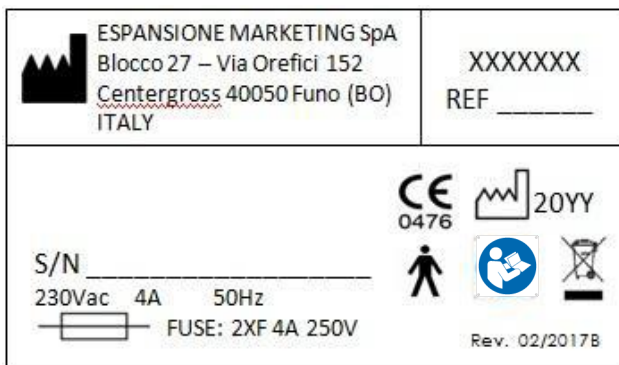 ESPANSIONE MARKETING SpA
Blocco 27 – Via Orefici 152
Centergross 40050 Funo (BO)
ITALY
XXXXXXX
REF ______
CE
0476
20YY
S/N ____________________
230Vac 4A 50Hz
FUSE: 2XF 4A 250V
Rev. 02/2017B